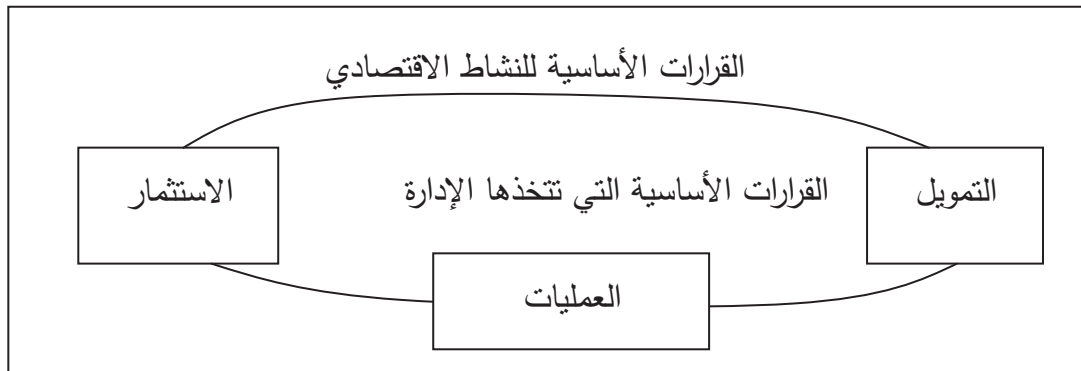 القرارات الأساسية للنشاط الاقتصادي
التمويل
القرارات الأساسية التي تتخذها الإدارة
الاستثمار
العمليات